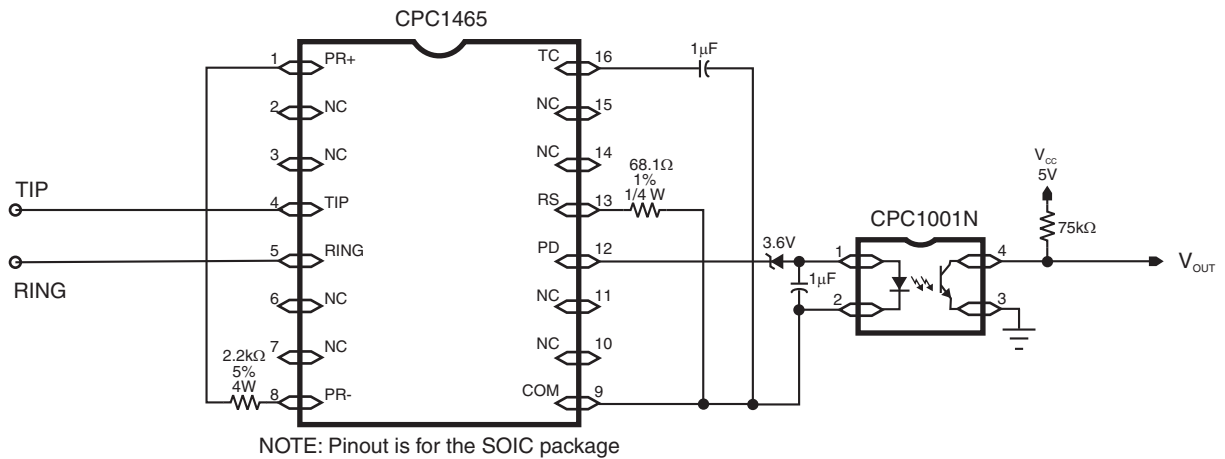 CPC1465
1
PR+
TC
16
1μF
2
NC
NC
15
3
NC
NC
14
TIP
4
TIP
RS
13
68.1Ω
1%
1/4 W
RING
5
RING
PD
12
3.6V
1μF
6
NC
NC
11
7
NC
NC
10
2.2kΩ
5%
4W
8
PR-
COM
9
CPC1001N
1
2
4
3
VCC
5V
75kΩ
VOUT
NOTE: Pinout is for the SOIC package